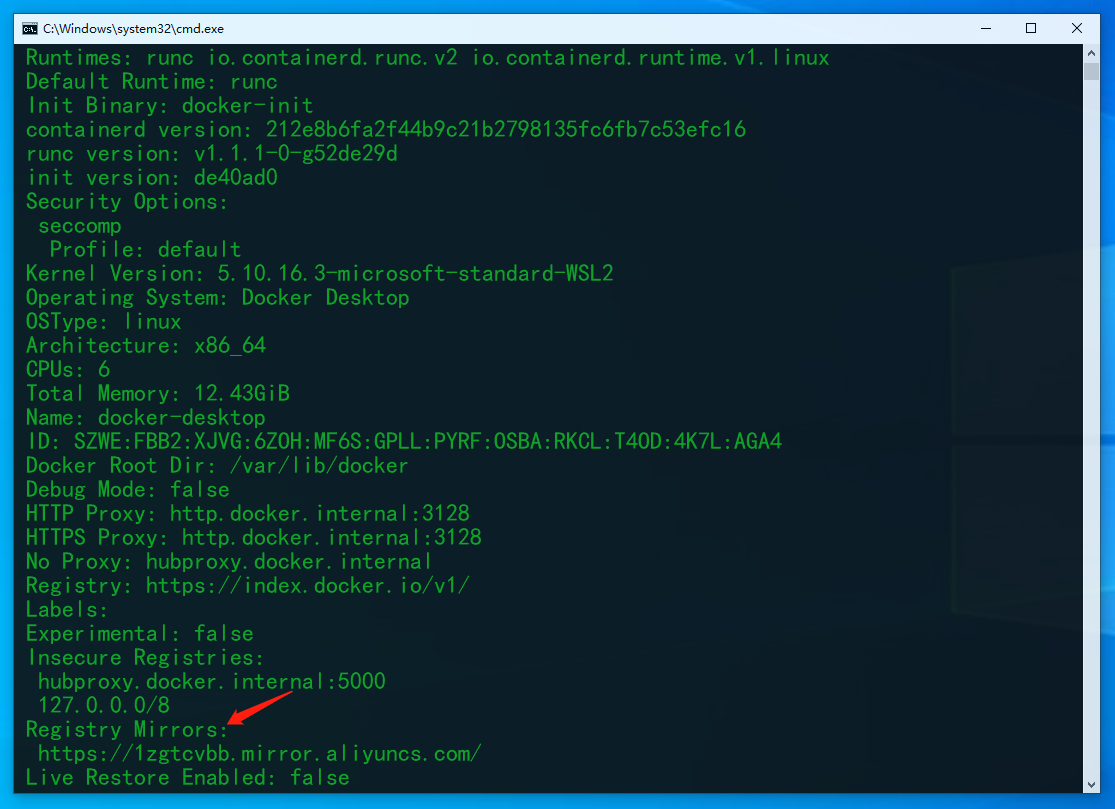 C:\Windows\system32\cmd.exe
Runtimes: runc io.containerd.runc.v2 io.containerd.runtime.v1.linux
Default Runtime: runc
Init Binary: docker-init
containerd version: 212e8b6fa2f44b9c21b2798135fc6fb7c53efc16
runc version: v1.1.1-0-g52de29d
init version: de40ad0
Security Options:
seccomp
Profile: default
Kernel Version: 5.10.16.3-microsoft-standard-WSL2
Operating System: Docker Desktop
OSType: linux
Architecture: x86_64
CPUs: 6
Total Memory: 12.43GiB
Name: docker-desktop
ID: SZWE:FBB2:XJVG:6ZOH:MF6S:GPLL:PYRF:OSBA:RKCL:T4OD:4K7L:AGA4
Docker Root Dir: /var/lib/docker
Debug Mode: false
HTTP Proxy: http.docker.internal:3128
HTTPS Proxy: http.docker.internal:3128
No Proxy: hubproxy.docker.internal
Registry: https://index.docker.io/v1/
Labels:
Experimental: false
Insecure Registries:
hubproxy.docker.internal:5000
127.0.0.0/8
Registry Mirrors:
https://1zgtcvbb.mirror.aliyuncs.com/
Live Restore Enabled: false